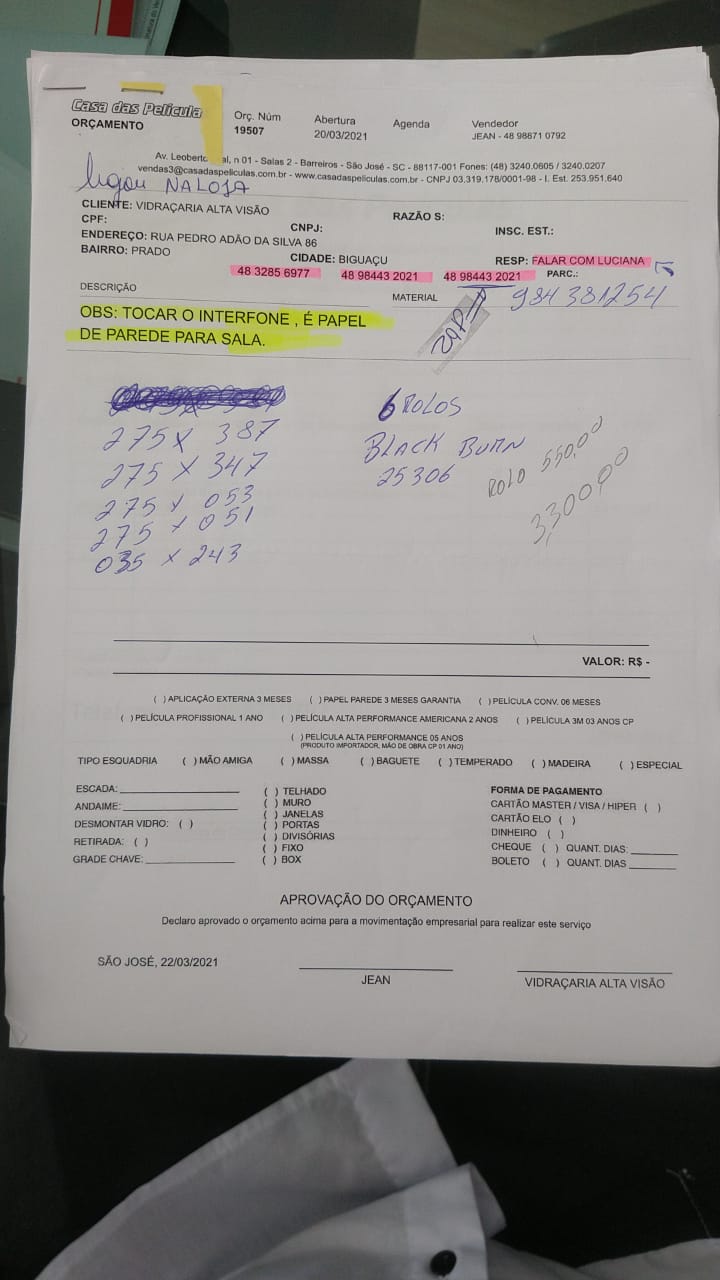 Casa das Película
ORÇAMENTO
Orç. Núm
19507
Abertura
20/03/2021
Agenda
Vendedor
JEAN - 48 98671 0792
Av. Leoberto al, n 01 - Salas 2 - Barreiros - São José - SC - 88117-001 Fones: (48) 3240.0605 / 3240.0207
vendas3@casadaspeliculas.com.br - www.casadaspeliculas.com.br - CNPJ 03.319.178/0001-98 - I. Est. 253.951.640
ligou NA LOJA
CLIENTE: VIDRAÇARIA ALTA VISÃO
RAZÃO S:
CPF:
CNPJ:
INSC. EST.:
ENDEREÇO: RUA PEDRO ADÃO DA SILVA 86
BAIRRO: PRADO
CIDADE: BIGUAÇU
RESP: FALAR COM LUCIANA
48 3285 6977 48 98443 2021 48 98443 2021
PARC.:
DESCRIÇÃO
MATERIAL
984381254
OBS: TOCAR O INTERFONE , É PAPEL
DE PAREDE PARA SALA.
ZAP
275 X 387
275 X 347
275 X 053
275 X 051
035 X 243
6 ROLOS
BLACK BURN
25306
ROLO 550,00
3,300,00
VALOR: R$ -
( ) APLICAÇÃO EXTERNA 3 MESES ( ) PAPEL PAREDE 3 MESES GARANTIA ( ) PELÍCULA CONV. 06 MESES
( ) PELÍCULA PROFISSIONAL 1 ANO ( ) PELÍCULA ALTA PERFORMANCE AMERICANA 2 ANOS ( ) PELÍCULA 3M 03 ANOS CP
( ) PELÍCULA ALTA PERFORMANCE 05 ANOS
(PRODUTO IMPORTADOR, MÃO DE OBRA CP 01 ANO)
TIPO ESQUADRIA ( ) MÃO AMIGA ( ) MASSA ( ) BAGUETE ( ) TEMPERADO ( ) MADEIRA ( ) ESPECIAL
ESCADA:
ANDAIME:
DESMONTAR VIDRO: ( )
RETIRADA: ( )
GRADE CHAVE:
( ) TELHADO
( ) MURO
( ) JANELAS
( ) PORTAS
( ) DIVISÓRIAS
( ) FIXO
( ) BOX
FORMA DE PAGAMENTO
CARTÃO MASTER / VISA / HIPER ( )
CARTÃO ELO ( )
DINHEIRO ( )
CHEQUE ( ) QUANT. DIAS:
BOLETO ( ) QUANT. DIAS
APROVAÇÃO DO ORÇAMENTO
Declaro aprovado o orçamento acima para a movimentação empresarial para realizar este serviço
SÃO JOSÉ, 22/03/2021
JEAN
VIDRAÇARIA ALTA VISÃO